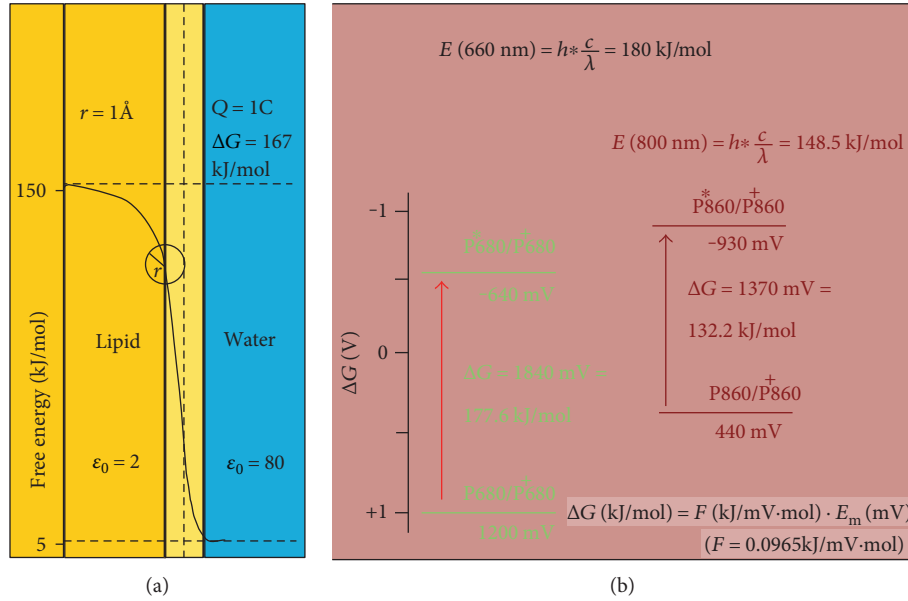 r = 1Å
Q = 1C
ΔG = 167
kJ/mol
150
r
Free energy (kJ/mol)
Lipid
Water
ε₀ = 2
ε₀ = 80
5
(a)
E (660 nm) = h* c/λ = 180 kJ/mol
E (800 nm) = h* c/λ = 148.5 kJ/mol
ΔG (V)
−1
0
+1
P*680/P+680
−640 mV
ΔG = 1840 mV =
177.6 kJ/mol
P680/P+680
1200 mV
P*860/P+860
−930 mV
ΔG = 1370 mV =
132.2 kJ/mol
P860/P+860
440 mV
ΔG (kJ/mol) = F (kJ/mV·mol) · Eₘ (mV)
(F = 0.0965kJ/mV·mol)
(b)